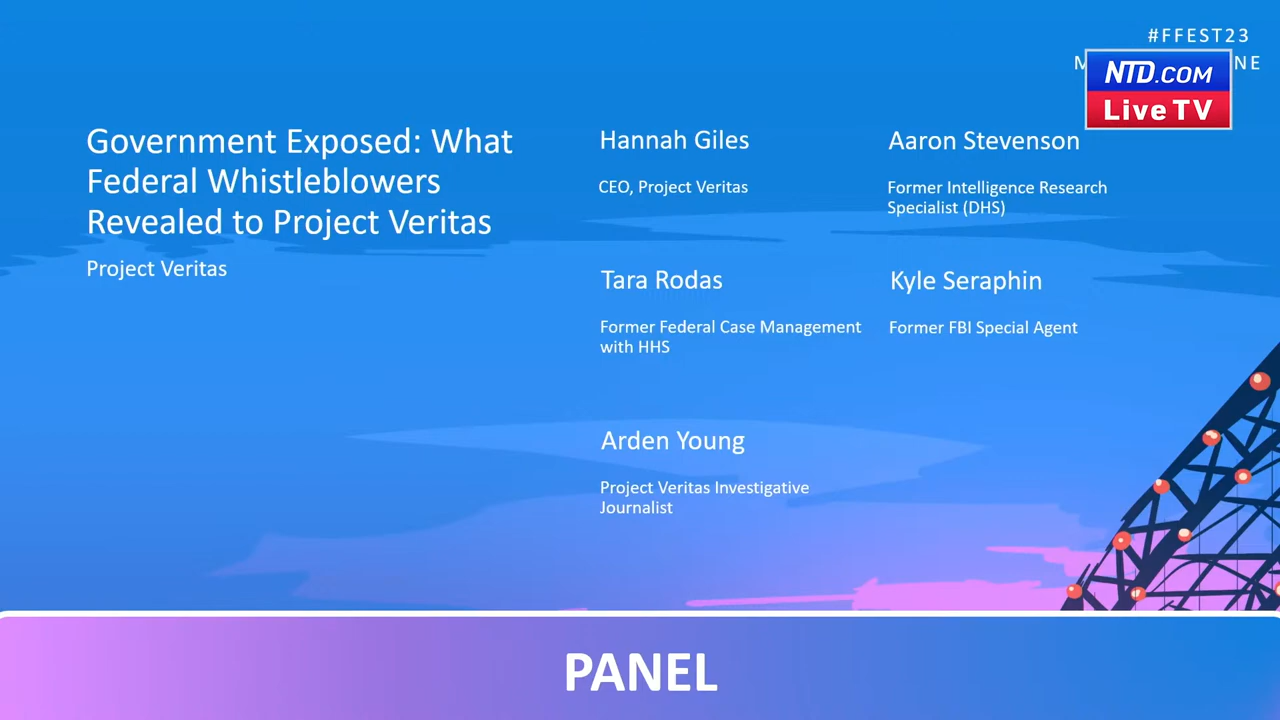 #FFEST23
NTD.COM
Live TV
Government Exposed: What
Federal Whistleblowers
Revealed to Project Veritas
Project Veritas
Hannah Giles
CEO, Project Veritas
Aaron Stevenson
Former Intelligence Research
Specialist (DHS)
Tara Rodas
Former Federal Case Management
with HHS
Kyle Seraphin
Former FBI Special Agent
Arden Young
Project Veritas Investigative
Journalist
PANEL